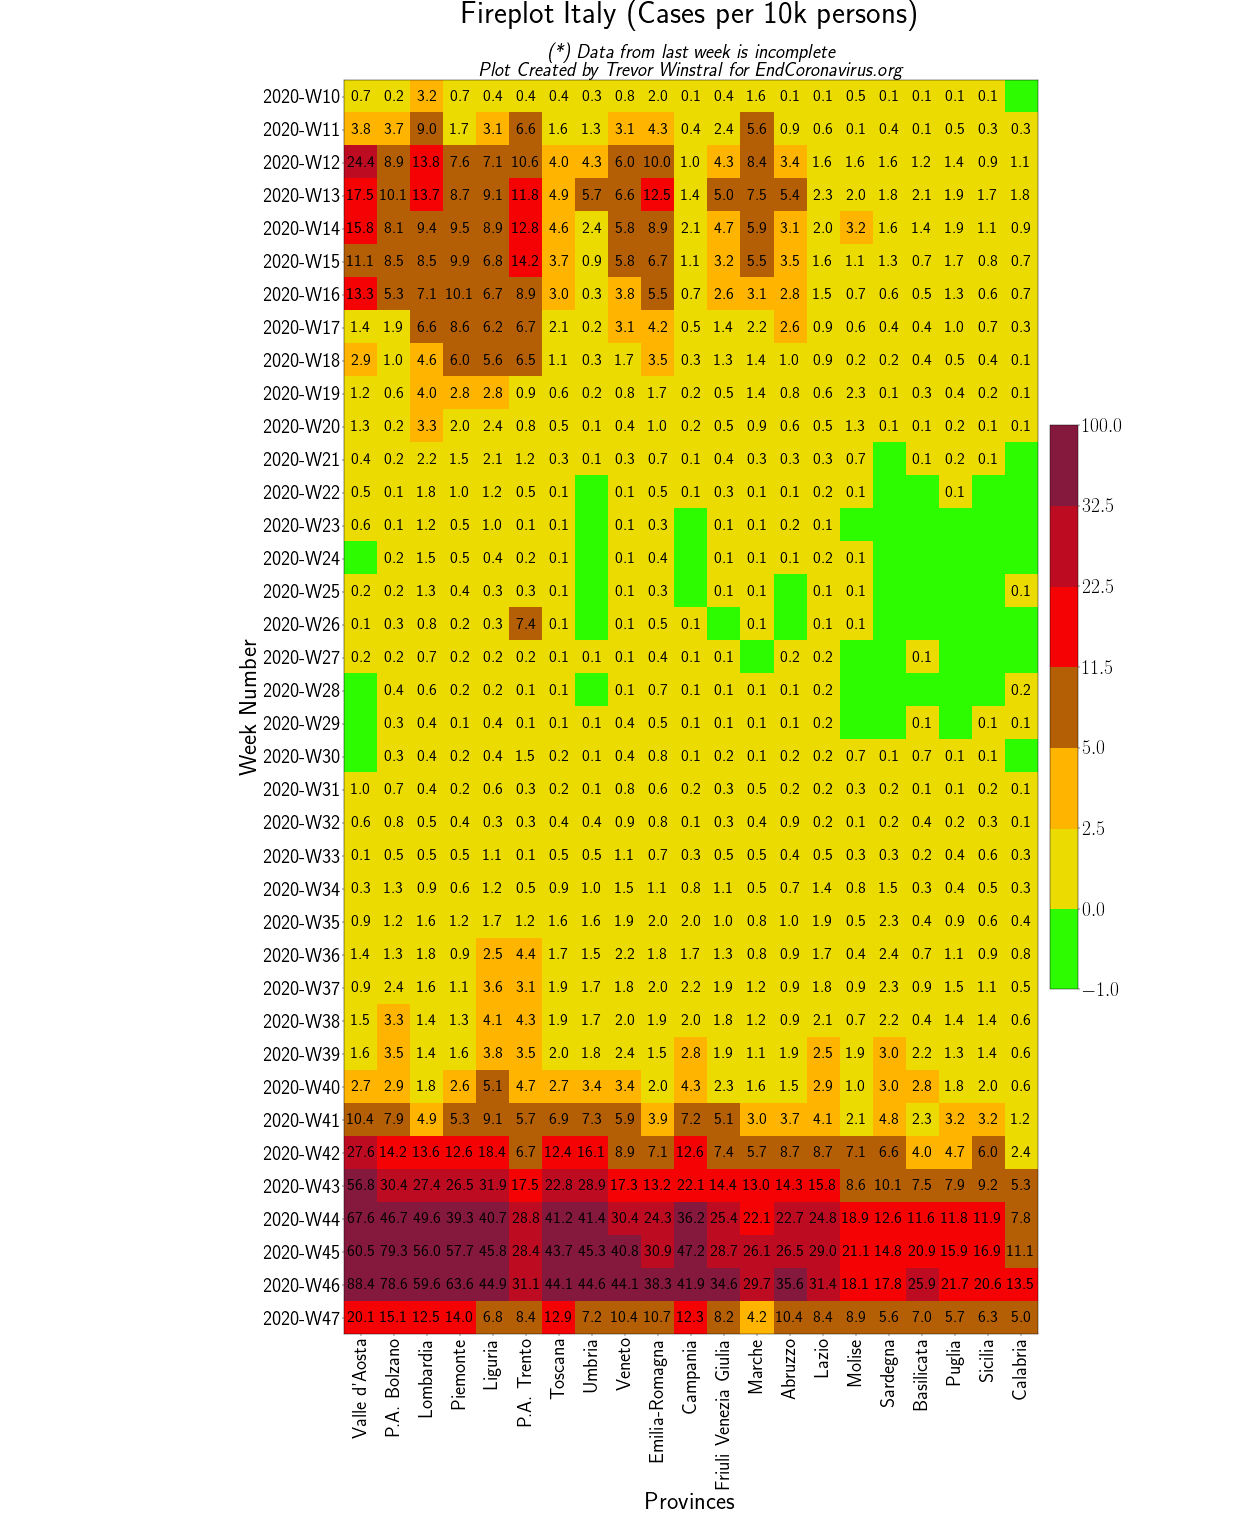 Fireplot Italy (Cases per 10k persons)
(*) Data from last week is incomplete
Plot Created by Trevor Winstral for EndCoronavirus.org
2020-W10 0.7 0.2 3.2 0.7 0.4 0.4 0.4 0.3 0.8 2.0 0.1 0.4 1.6 0.1 0.1 0.5 0.1 0.1 0.1 0.1
2020-W11 3.8 3.7 9.0 1.7 3.1 6.6 1.6 1.3 3.1 4.3 0.4 2.4 5.6 0.9 0.6 0.1 0.4 0.1 0.5 0.3 0.3
2020-W12 24.4 8.9 13.8 7.6 7.1 10.6 4.0 4.3 6.0 10.0 1.0 4.3 8.4 3.4 1.6 1.6 1.6 1.2 1.4 0.9 1.1
2020-W13 17.5 10.1 13.7 8.7 9.1 11.8 4.9 5.7 6.6 12.5 1.4 5.0 7.5 5.4 2.3 2.0 1.8 2.1 1.9 1.7 1.8
2020-W14 15.8 8.1 9.4 9.5 8.9 12.8 4.6 2.4 5.8 8.9 2.1 4.7 5.9 3.1 2.0 3.2 1.6 1.4 1.9 1.1 0.9
2020-W15 11.1 8.5 8.5 9.9 6.8 14.2 3.7 0.9 5.8 6.7 1.1 3.2 5.5 3.5 1.6 1.1 1.3 0.7 1.7 0.8 0.7
2020-W16 13.3 5.3 7.1 10.1 6.7 8.9 3.0 0.3 3.8 5.5 0.7 2.6 3.1 2.8 1.5 0.7 0.6 0.5 1.3 0.6 0.7
2020-W17 1.4 1.9 6.6 8.6 6.2 6.7 2.1 0.2 3.1 4.2 0.5 1.4 2.2 2.6 0.9 0.6 0.4 0.4 1.0 0.7 0.3
2020-W18 2.9 1.0 4.6 6.0 5.6 6.5 1.1 0.3 1.7 3.5 0.3 1.3 1.4 1.0 0.9 0.2 0.2 0.4 0.5 0.4 0.1
2020-W19 1.2 0.6 4.0 2.8 2.8 0.9 0.6 0.2 0.8 1.7 0.2 0.5 1.4 0.8 0.6 2.3 0.1 0.3 0.4 0.2 0.1
2020-W20 1.3 0.2 3.3 2.0 2.4 0.8 0.5 0.1 0.4 1.0 0.2 0.5 0.9 0.6 0.5 1.3 0.1 0.1 0.2 0.1 0.1
2020-W21 0.4 0.2 2.2 1.5 2.1 1.2 0.3 0.1 0.3 0.7 0.1 0.4 0.3 0.3 0.3 0.7 0.1 0.2 0.1
2020-W22 0.5 0.1 1.8 1.0 1.2 0.5 0.1 0.1 0.5 0.1 0.3 0.1 0.1 0.2 0.1 0.1
2020-W23 0.6 0.1 1.2 0.5 1.0 0.1 0.1 0.1 0.3 0.1 0.1 0.2 0.1
2020-W24 0.2 1.5 0.5 0.4 0.2 0.1 0.1 0.4 0.1 0.1 0.1 0.2 0.1
2020-W25 0.2 0.2 1.3 0.4 0.3 0.3 0.1 0.1 0.3 0.1 0.1 0.1 0.1 0.1
2020-W26 0.1 0.3 0.8 0.2 0.3 7.4 0.1 0.1 0.5 0.1 0.1 0.1 0.1
2020-W27 0.2 0.2 0.7 0.2 0.2 0.2 0.1 0.1 0.1 0.4 0.1 0.1 0.2 0.2 0.1
2020-W28 0.4 0.6 0.2 0.2 0.1 0.1 0.1 0.7 0.1 0.1 0.1 0.1 0.2 0.2
2020-W29 0.3 0.4 0.1 0.4 0.1 0.1 0.1 0.4 0.5 0.1 0.1 0.1 0.1 0.2 0.1 0.1 0.1
2020-W30 0.3 0.4 0.2 0.4 1.5 0.2 0.1 0.4 0.8 0.1 0.2 0.1 0.2 0.2 0.7 0.1 0.7 0.1 0.1
2020-W31 1.0 0.7 0.4 0.2 0.6 0.3 0.2 0.1 0.8 0.6 0.2 0.3 0.5 0.2 0.2 0.3 0.2 0.1 0.1 0.2 0.1
2020-W32 0.6 0.8 0.5 0.4 0.3 0.3 0.4 0.4 0.9 0.8 0.1 0.3 0.4 0.9 0.2 0.1 0.2 0.4 0.2 0.3 0.1
2020-W33 0.1 0.5 0.5 0.5 1.1 0.1 0.5 0.5 1.1 0.7 0.3 0.5 0.5 0.4 0.5 0.3 0.3 0.2 0.4 0.6 0.3
2020-W34 0.3 1.3 0.9 0.6 1.2 0.5 0.9 1.0 1.5 1.1 0.8 1.1 0.5 0.7 1.4 0.8 1.5 0.3 0.4 0.5 0.3
2020-W35 0.9 1.2 1.6 1.2 1.7 1.2 1.6 1.6 1.9 2.0 2.0 1.0 0.8 1.0 1.9 0.5 2.3 0.4 0.9 0.6 0.4
2020-W36 1.4 1.3 1.8 0.9 2.5 4.4 1.7 1.5 2.2 1.8 1.7 1.3 0.8 0.9 1.7 0.4 2.4 0.7 1.1 0.9 0.8
2020-W37 0.9 2.4 1.6 1.1 3.6 3.1 1.9 1.7 1.8 2.0 2.2 1.9 1.2 0.9 1.8 0.9 2.3 0.9 1.5 1.1 0.5
2020-W38 1.5 3.3 1.4 1.3 4.1 4.3 1.9 1.7 2.0 1.9 2.0 1.8 1.2 0.9 2.1 0.7 2.2 0.4 1.4 1.4 0.6
2020-W39 1.6 3.5 1.4 1.6 3.8 3.5 2.0 1.8 2.4 1.5 2.8 1.9 1.1 1.9 2.5 1.9 3.0 2.2 1.3 1.4 0.6
2020-W40 2.7 2.9 1.8 2.6 5.1 4.7 2.7 3.4 3.4 2.0 4.3 2.3 1.6 1.5 2.9 1.0 3.0 2.8 1.8 2.0 0.6
2020-W41 10.4 7.9 4.9 5.3 9.1 5.7 6.9 7.3 5.9 3.9 7.2 5.1 3.0 3.7 4.1 2.1 4.8 2.3 3.2 3.2 1.2
2020-W42 27.6 14.2 13.6 12.6 18.4 6.7 12.4 16.1 8.9 7.1 12.6 7.4 5.7 8.7 8.7 7.1 6.6 4.0 4.7 6.0 2.4
2020-W43 56.8 30.4 27.4 26.5 31.9 17.5 22.8 28.9 17.3 13.2 22.1 14.4 13.0 14.3 15.8 8.6 10.1 7.5 7.9 9.2 5.3
2020-W44 67.6 46.7 49.6 39.3 40.7 28.8 41.2 41.4 30.4 24.3 36.2 25.4 22.1 22.7 24.8 18.9 12.6 11.6 11.8 11.9 7.8
2020-W45 60.5 79.3 56.0 57.7 45.8 28.4 43.7 45.3 40.8 30.9 47.2 28.7 26.1 26.5 29.0 21.1 14.8 20.9 15.9 16.9 11.1
2020-W46 88.4 78.6 59.6 63.6 44.9 31.1 44.1 44.6 44.1 38.3 41.9 34.6 29.7 35.6 31.4 18.1 17.8 25.9 21.7 20.6 13.5
2020-W47 20.1 15.1 12.5 14.0 6.8 8.4 12.9 7.2 10.4 10.7 12.3 8.2 4.2 10.4 8.4 8.9 5.6 7.0 5.7 6.3 5.0
Week Number
Valle d'Aosta
P.A. Bolzano
Lombardia
Piemonte
Liguria
P.A. Trento
Toscana
Umbria
Veneto
Emilia-Romagna
Campania
Friuli Venezia Giulia
Marche
Abruzzo
Lazio
Molise
Sardegna
Basilicata
Puglia
Sicilia
Calabria
Provinces
100.0
32.5
22.5
11.5
5.0
2.5
0.0
−1.0